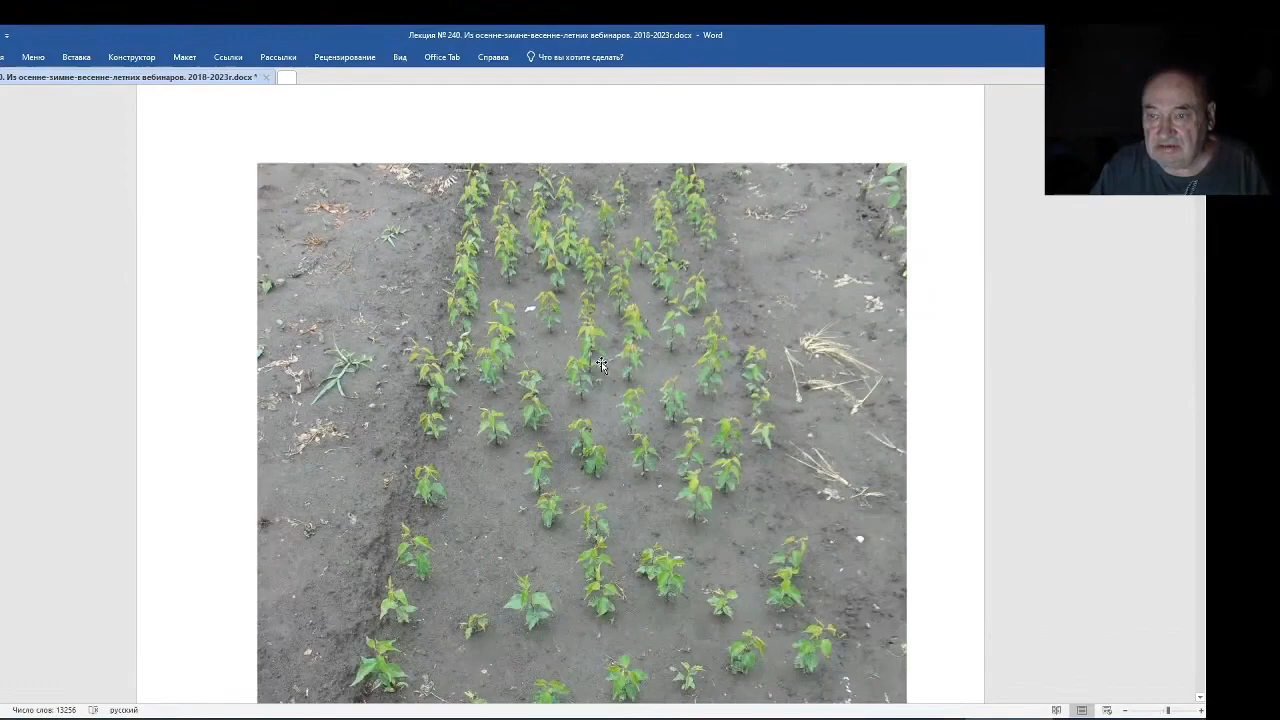 Лекция № 240. Из осенне-зимне-весенне-летних вебинаров. 2018-2023г.docx - Word
Меню Вставка Конструктор Макет Ссылки Рассылки Рецензирование Вид Office Tab Справка Что вы хотите сделать?
Из осенне-зимне-весенне-летних вебинаров. 2018-2023г.docx *
Число слов: 13256 русский